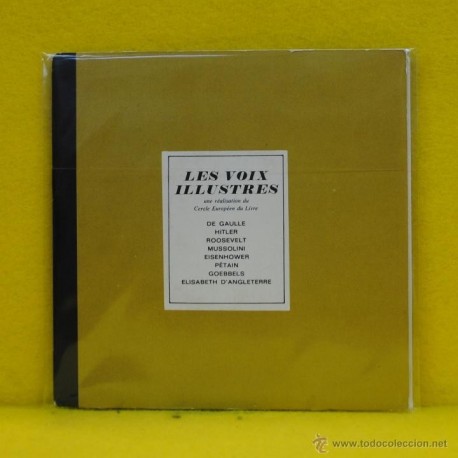 LES VOIX
ILLUSTRES
une réalisation du
Cercle Européen du Livre
DE GAULLE
HITLER
ROOSEVELT
MUSSOLINI
EISENHOWER
PÉTAIN
GOEBBELS
ELISABETH D'ANGLETERRE
www.todocoleccion.net